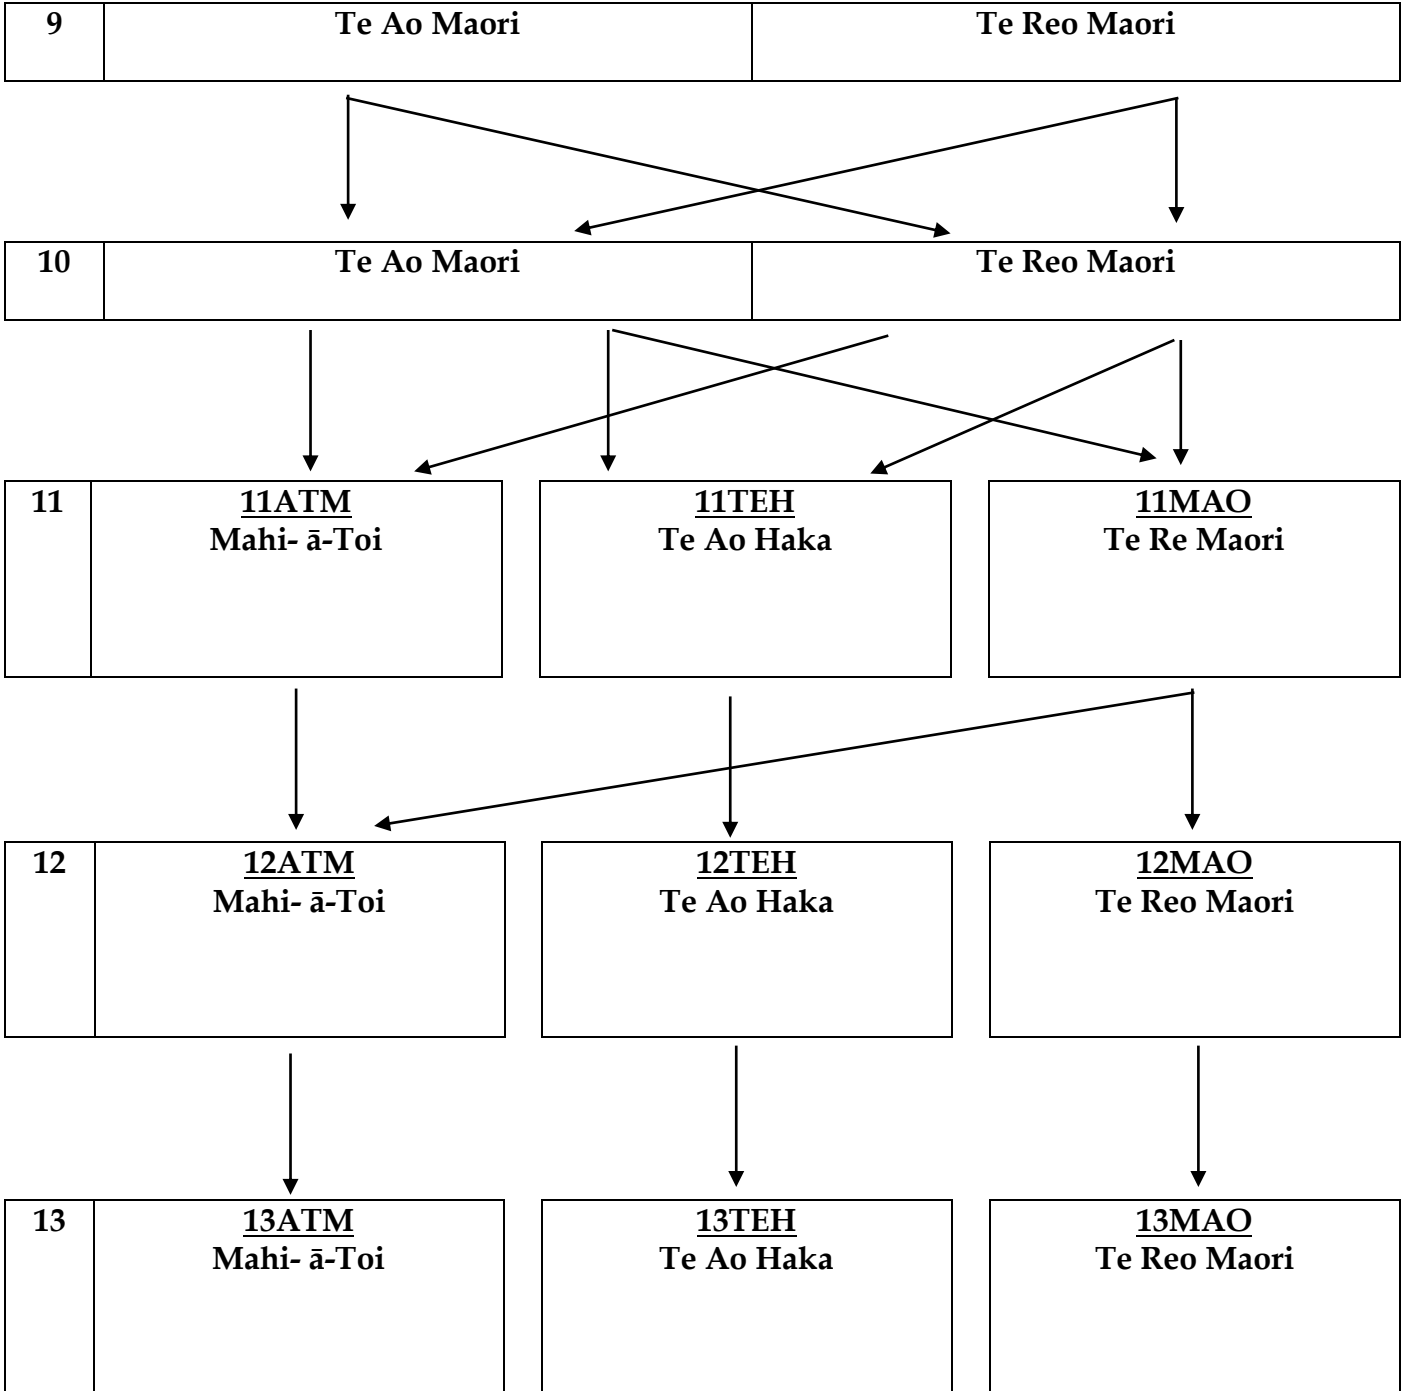 9 Te Ao Maori Te Reo Maori
10 Te Ao Maori Te Reo Maori
11 11ATM 11TEH 11MAO
Mahi- ā-Toi Te Ao Haka Te Re Maori
12 12ATM 12TEH 12MAO
Mahi- ā-Toi Te Ao Haka Te Reo Maori
13 13ATM 13TEH 13MAO
Mahi- ā-Toi Te Ao Haka Te Reo Maori